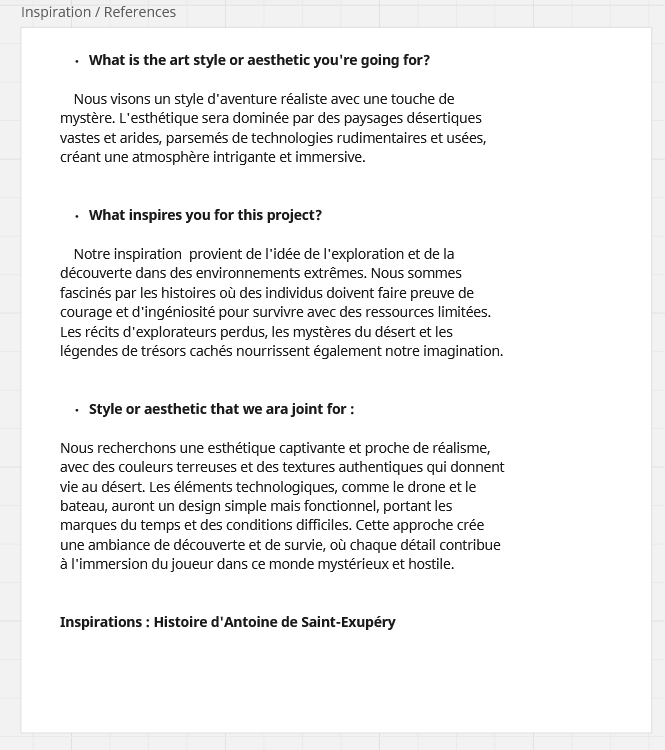 Inspiration / References
• What is the art style or aesthetic you're going for?
Nous visons un style d'aventure réaliste avec une touche de
mystère. L'esthétique sera dominée par des paysages désertiques
vastes et arides, parsemés de technologies rudimentaires et usées,
créant une atmosphère intrigante et immersive.
• What inspires you for this project?
Notre inspiration  provient de l'idée de l'exploration et de la
découverte dans des environnements extrêmes. Nous sommes
fascinés par les histoires où des individus doivent faire preuve de
courage et d'ingéniosité pour survivre avec des ressources limitées.
Les récits d'explorateurs perdus, les mystères du désert et les
légendes de trésors cachés nourrissent également notre imagination.
• Style or aesthetic that we ara joint for :
Nous recherchons une esthétique captivante et proche de réalisme,
avec des couleurs terreuses et des textures authentiques qui donnent
vie au désert. Les éléments technologiques, comme le drone et le
bateau, auront un design simple mais fonctionnel, portant les
marques du temps et des conditions difficiles. Cette approche crée
une ambiance de découverte et de survie, où chaque détail contribue
à l'immersion du joueur dans ce monde mystérieux et hostile.
Inspirations : Histoire d'Antoine de Saint-Exupéry